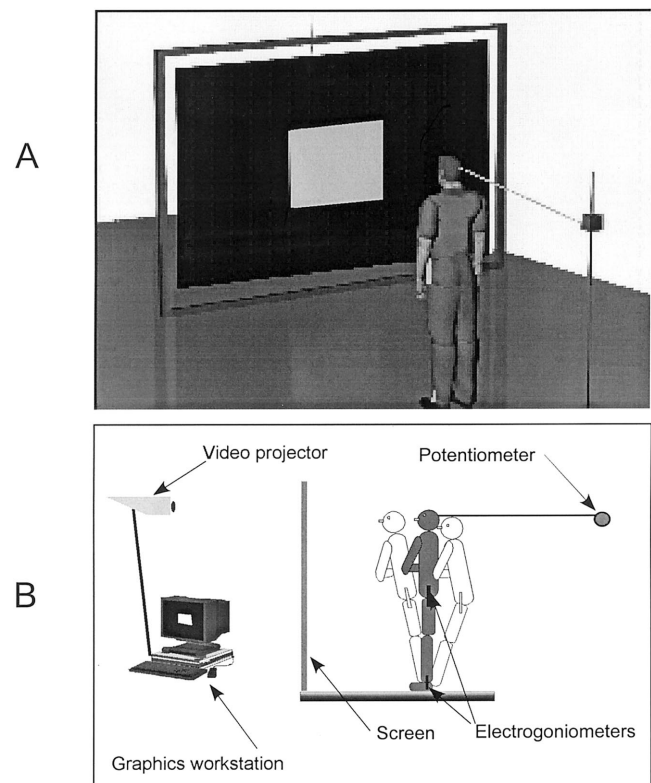 A
B
Video projector
Potentiometer
Screen
Electrogoniometers
Graphics workstation